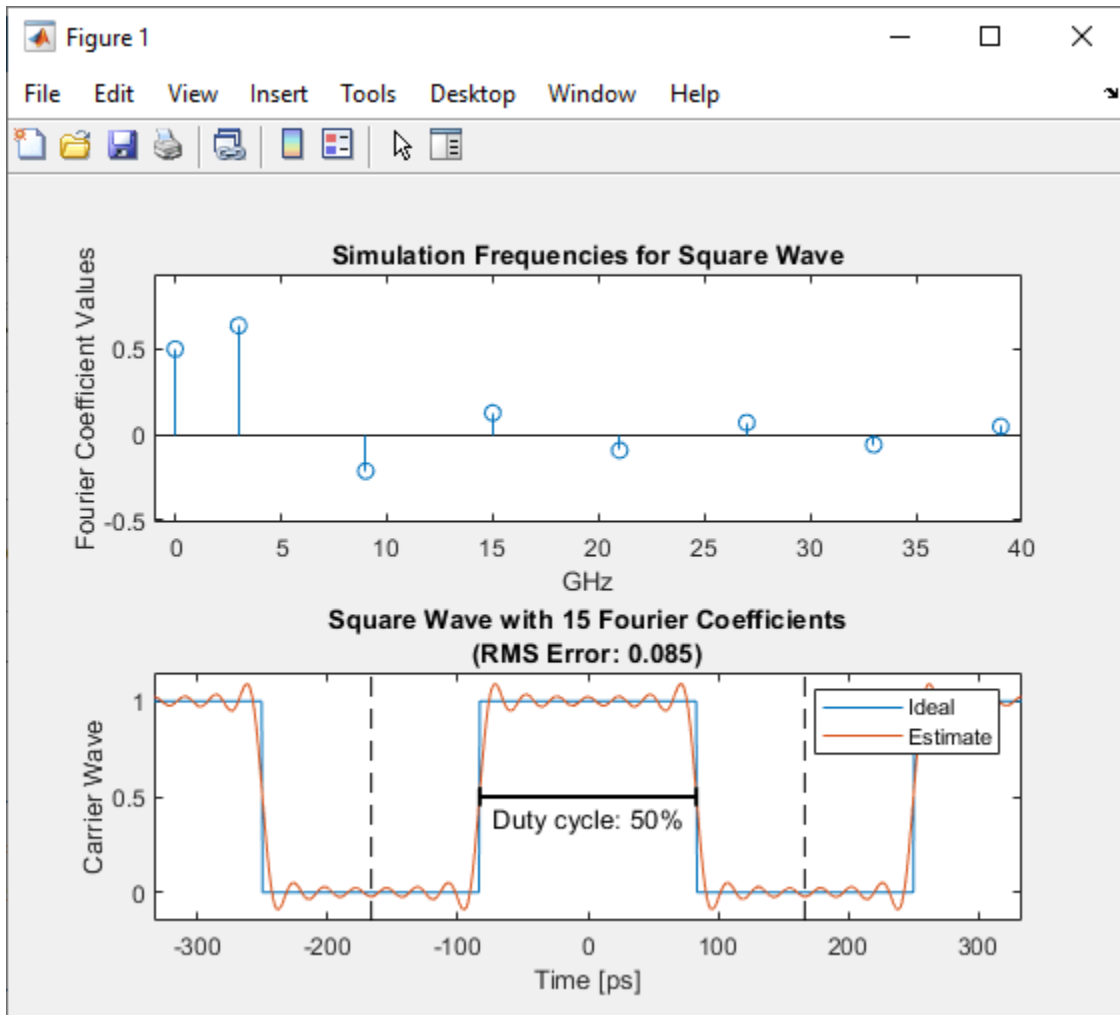 Figure 1
File Edit View Insert Tools Desktop Window Help
Simulation Frequencies for Square Wave
Fourier Coefficient Values
0.5
0
-0.5
0 5 10 15 20 25 30 35 40
GHz
Square Wave with 15 Fourier Coefficients
(RMS Error: 0.085)
Carrier Wave
1
0.5
0
Ideal
Estimate
Duty cycle: 50%
-300 -200 -100 0 100 200 300
Time [ps]